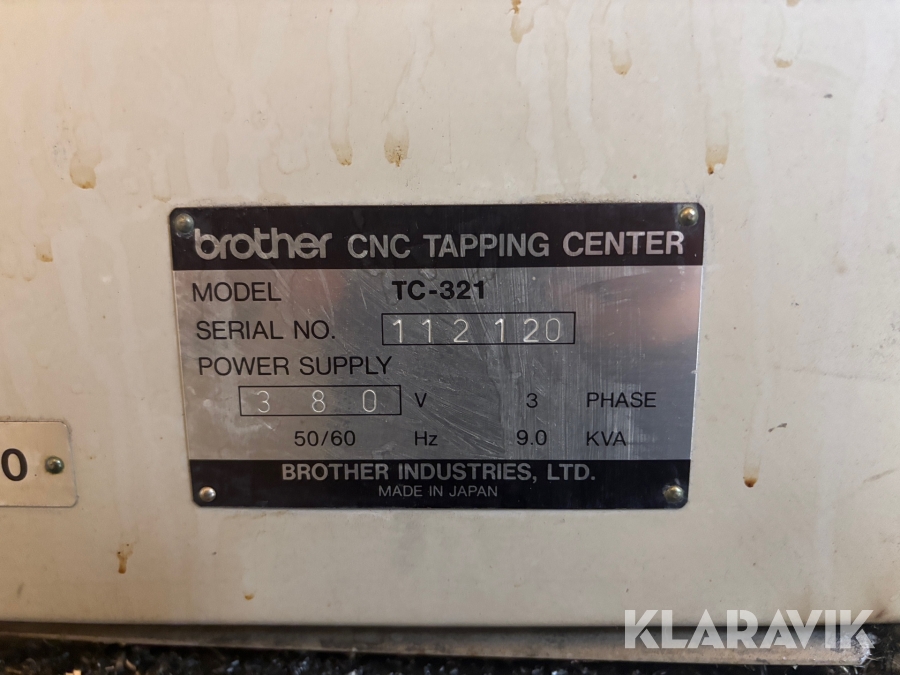 brother CNC TAPPING CENTER
MODEL TC-321
SERIAL NO. 112120
POWER SUPPLY
380 V 3 PHASE
50/60 Hz 9.0 KVA
BROTHER INDUSTRIES, LTD.
MADE IN JAPAN
0
KLARAVIK